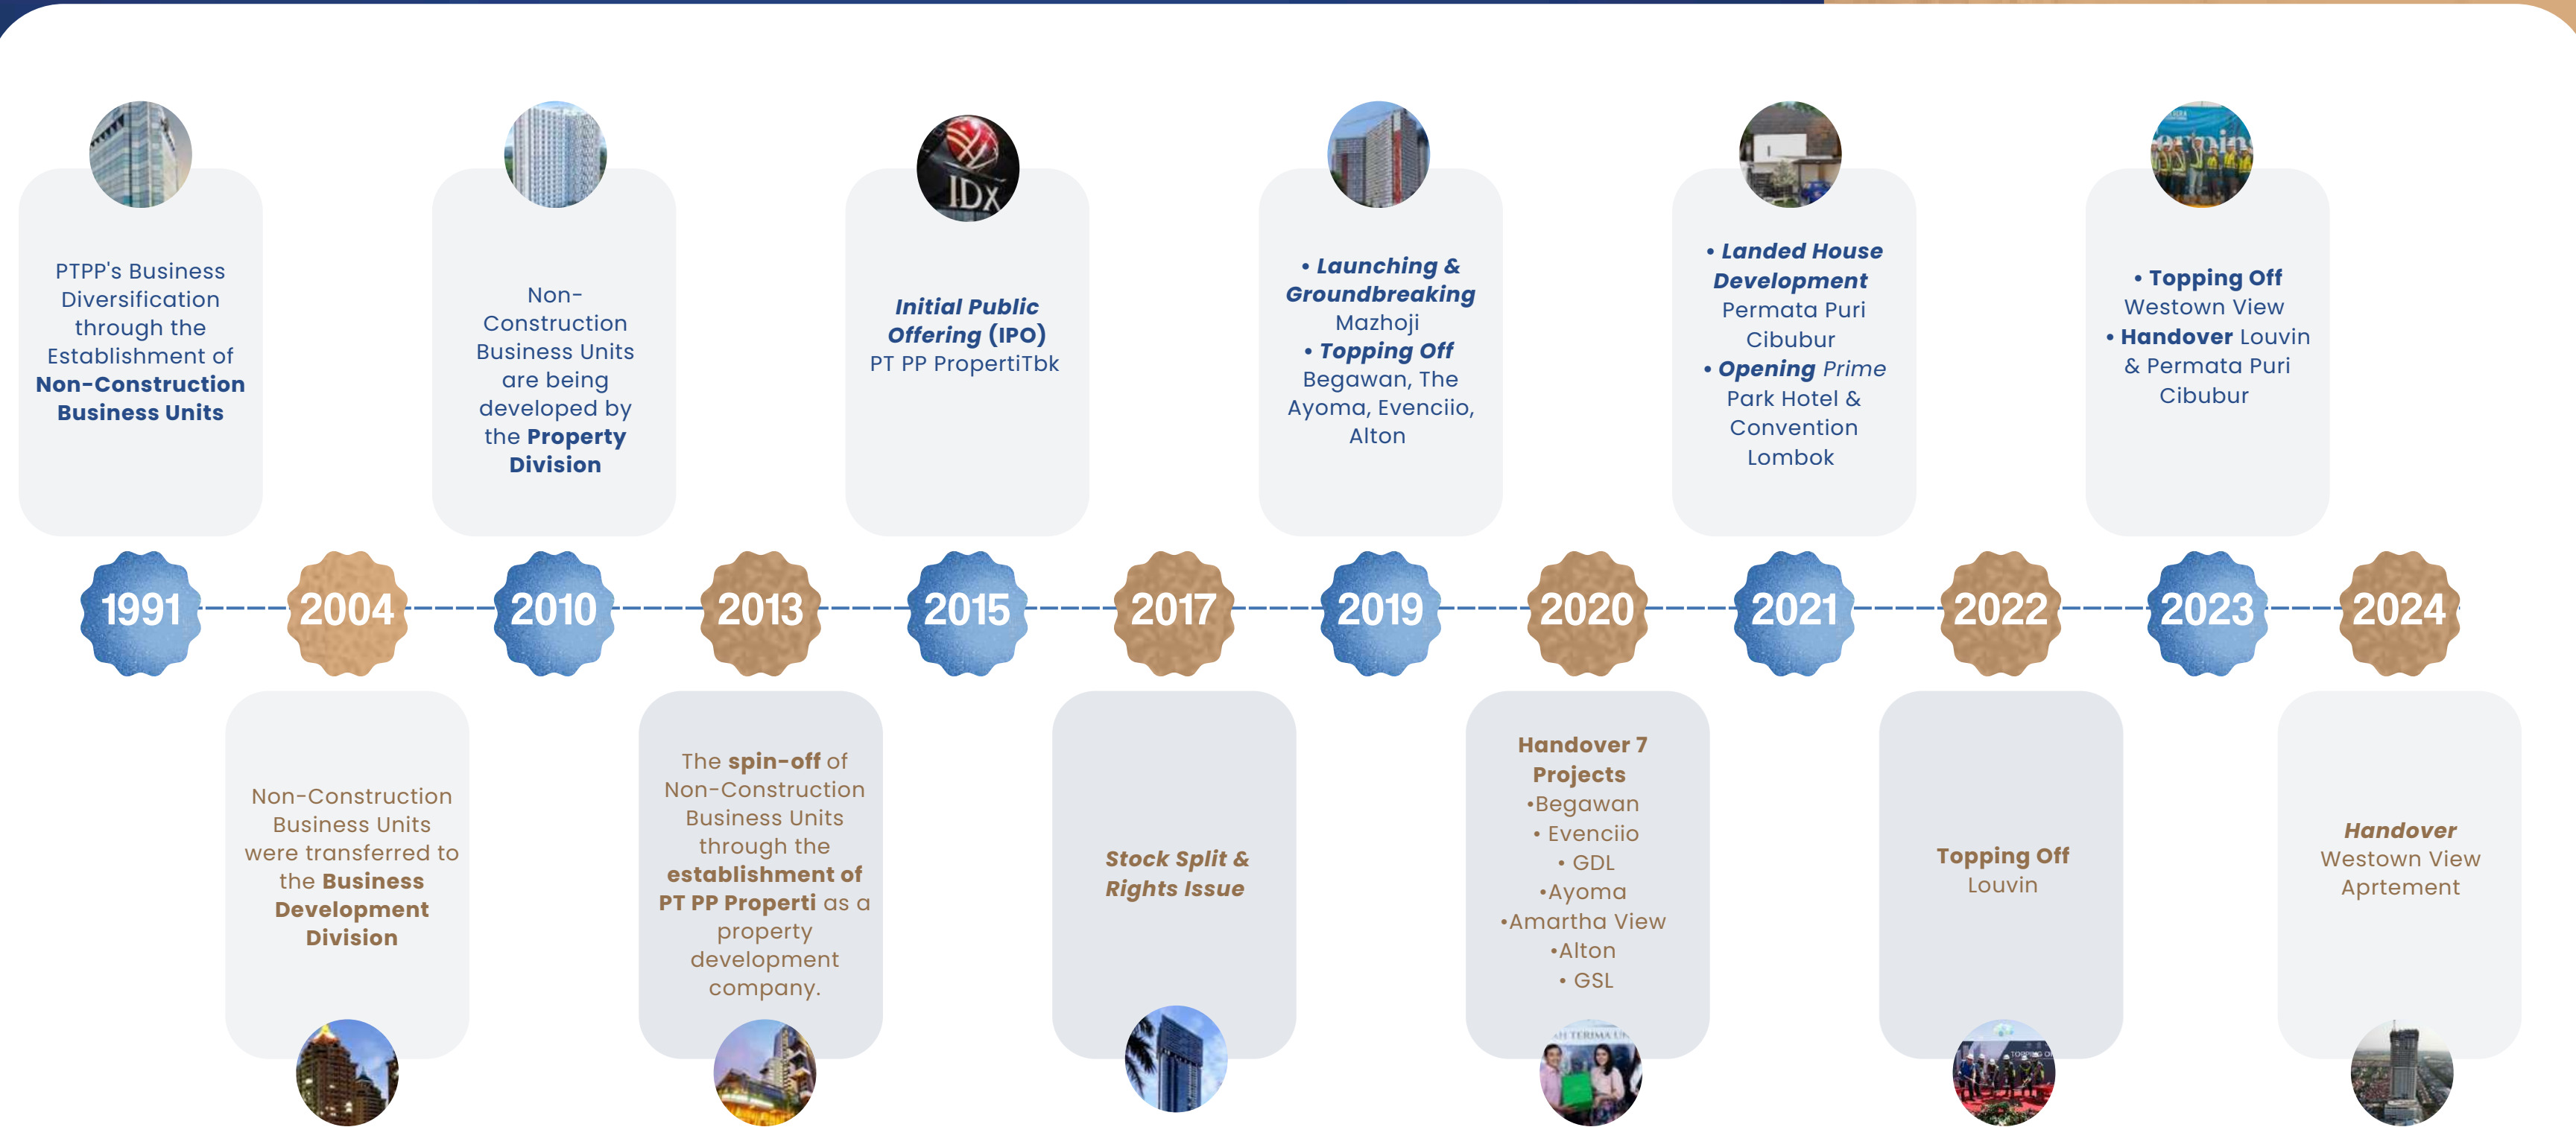 PTPP's Business
Diversification
through the
Establishment of
Non-Construction
Business Units
Non-
Construction
Business Units
are being
developed by
the Property
Division
IDX
Initial Public
Offering (IPO)
PT PP PropertiTbk
• Launching &
Groundbreaking
Mazhoji
• Topping Off
Begawan, The
Ayoma, Evenciio,
Alton
• Landed House
Development
Permata Puri
Cibubur
• Opening Prime
Park Hotel &
Convention
Lombok
• Topping Off
Westown View
• Handover Louvin
& Permata Puri
Cibubur
1991
2004
2010
2013
2015
2017
2019
2020
2021
2022
2023
2024
Non-Construction
Business Units
were transferred to
the Business
Development
Division
The spin-off of
Non-Construction
Business Units
through the
establishment of
PT PP Properti as a
property
development
company.
Stock Split &
Rights Issue
Handover 7
Projects
•Begawan
• Evenciio
• GDL
•Ayoma
•Amartha View
•Alton
• GSL
TERIMA
Topping Off
Louvin
TOPPING
Handover
Westown View
Aprtement